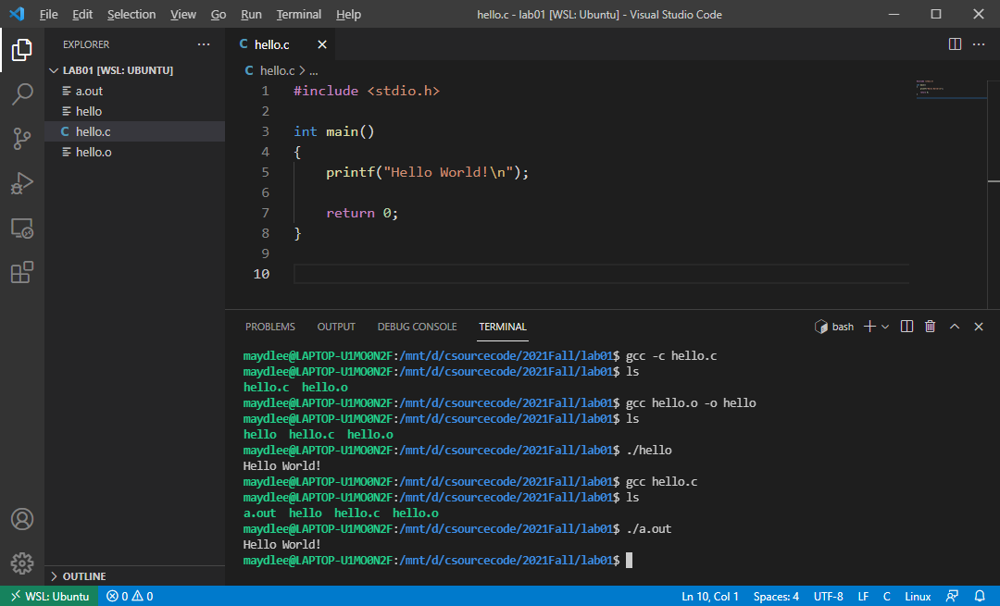 File Edit Selection View Go Run Terminal Help hello.c - lab01 [WSL: Ubuntu] - Visual Studio Code
EXPLORER ···
LAB01 [WSL: UBUNTU]
a.out
hello
C hello.c
hello.o
OUTLINE
C hello.c
C hello.c > ...
1 #include <stdio.h>
2
3 int main()
4 {
5 printf("Hello World!\n");
6
7 return 0;
8 }
9
10
PROBLEMS OUTPUT DEBUG CONSOLE TERMINAL bash
maydlee@LAPTOP-U1MO0N2F:/mnt/d/csourcecode/2021Fall/lab01$ gcc -c hello.c
maydlee@LAPTOP-U1MO0N2F:/mnt/d/csourcecode/2021Fall/lab01$ ls
hello.c hello.o
maydlee@LAPTOP-U1MO0N2F:/mnt/d/csourcecode/2021Fall/lab01$ gcc hello.o -o hello
maydlee@LAPTOP-U1MO0N2F:/mnt/d/csourcecode/2021Fall/lab01$ ls
hello hello.c hello.o
maydlee@LAPTOP-U1MO0N2F:/mnt/d/csourcecode/2021Fall/lab01$ ./hello
Hello World!
maydlee@LAPTOP-U1MO0N2F:/mnt/d/csourcecode/2021Fall/lab01$ gcc hello.c
maydlee@LAPTOP-U1MO0N2F:/mnt/d/csourcecode/2021Fall/lab01$ ls
a.out hello hello.c hello.o
maydlee@LAPTOP-U1MO0N2F:/mnt/d/csourcecode/2021Fall/lab01$ ./a.out
Hello World!
maydlee@LAPTOP-U1MO0N2F:/mnt/d/csourcecode/2021Fall/lab01$
WSL: Ubuntu 0 0 Ln 10, Col 1 Spaces: 4 UTF-8 LF C Linux